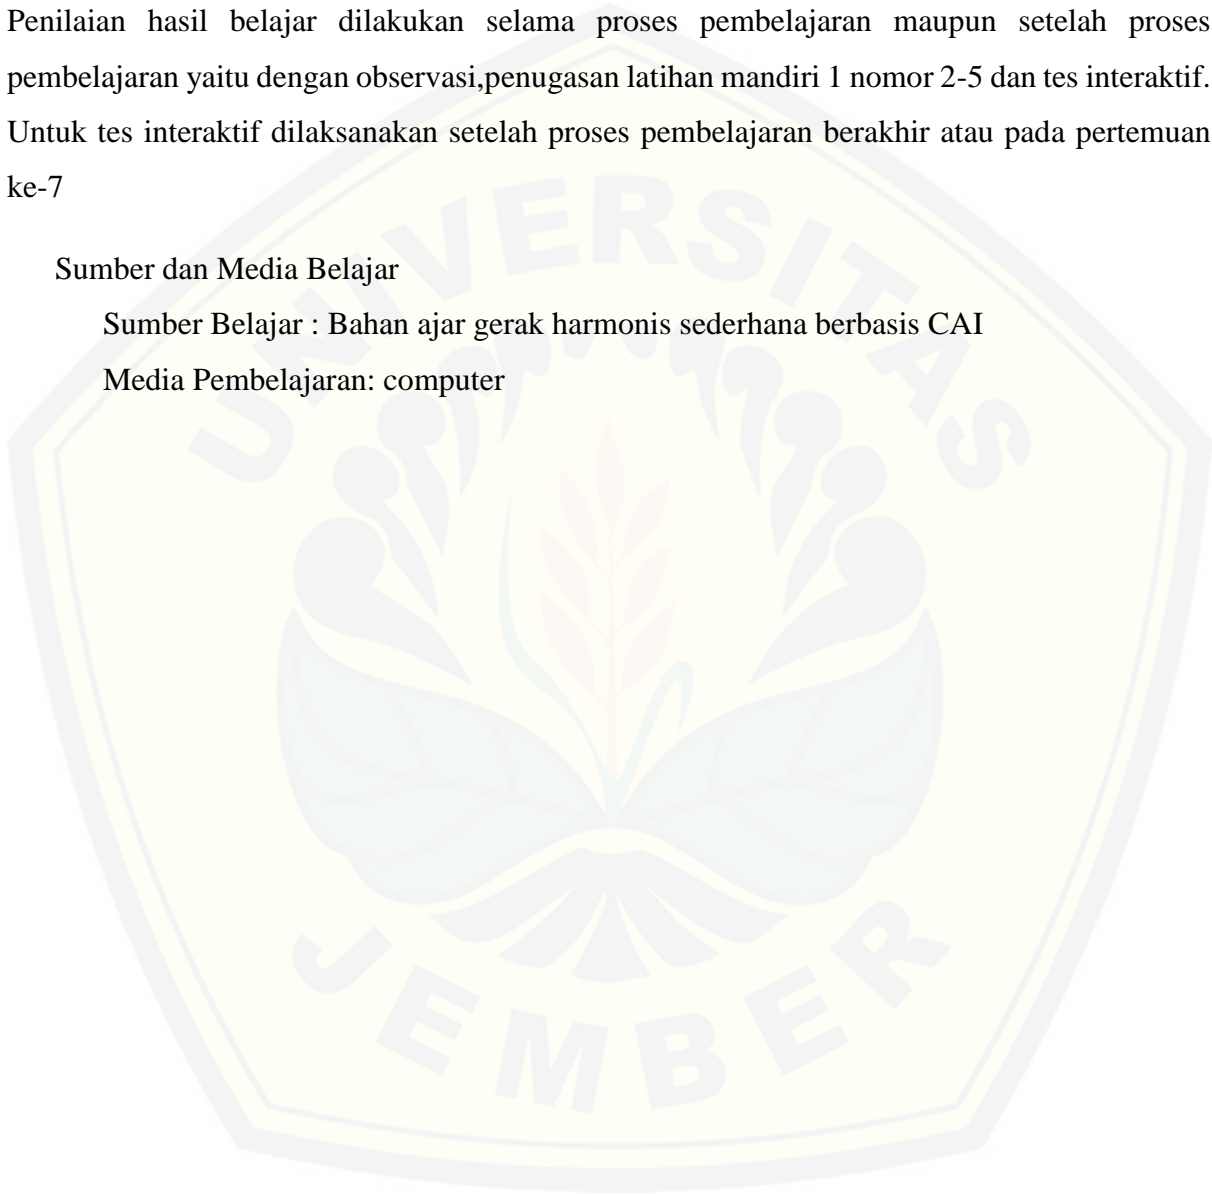 Penilaian hasil belajar dilakukan selama proses pembelajaran maupun setelah proses
pembelajaran yaitu dengan observasi,penugasan latihan mandiri 1 nomor 2-5 dan tes interaktif.
Untuk tes interaktif dilaksanakan setelah proses pembelajaran berakhir atau pada pertemuan
ke-7
Sumber dan Media Belajar
Sumber Belajar : Bahan ajar gerak harmonis sederhana berbasis CAI
Media Pembelajaran: computer
UNIVERSITAS
JEMBER